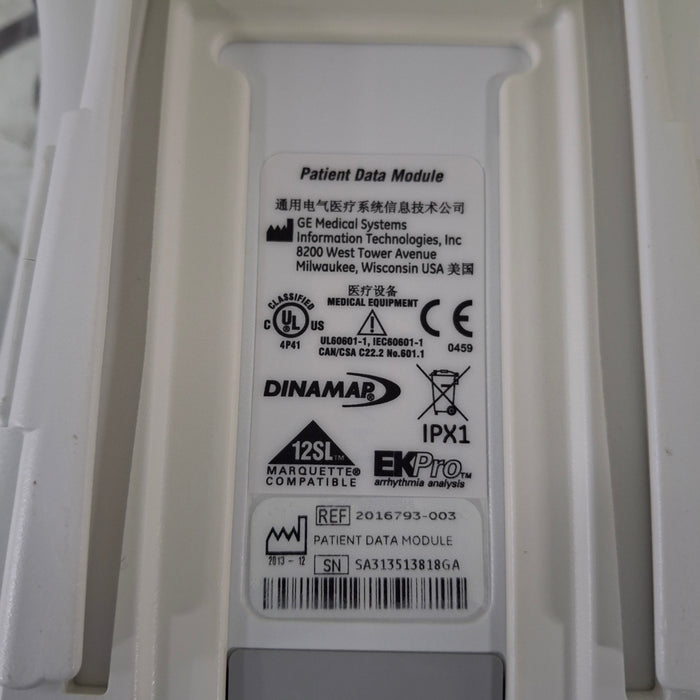 Patient Data Module
通用电气医疗系统信息技术公司
GE Medical Systems
Information Technologies, Inc
8200 West Tower Avenue
Milwaukee, Wisconsin USA 美国
医疗设备
MEDICAL EQUIPMENT
CLASSIFIED
C UL US
4P41
UL60601-1, IEC60601-1
CAN/CSA C22.2 No.601.1
CE
0459
DINAMAP®
IPX1
12SL™
MARQUETTE®
COMPATIBLE
EKPro™
arrhythmia analysis
REF 2016793-003
PATIENT DATA MODULE
2013-12
SN SA313513818GA